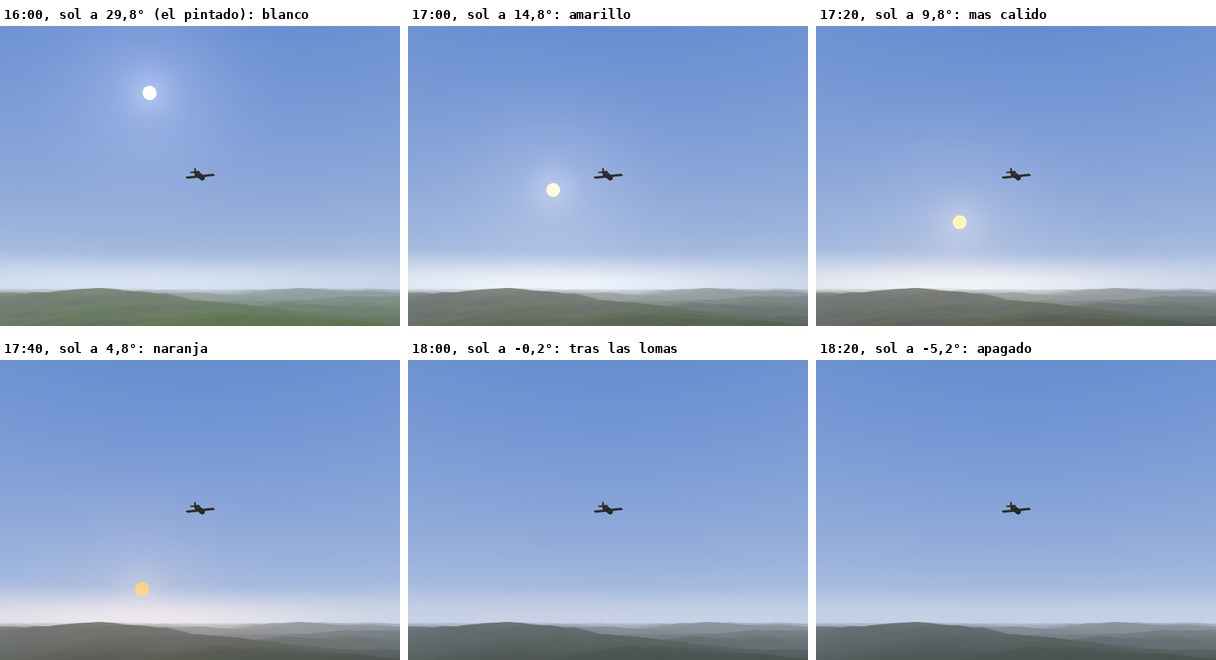 16:00, sol a 29,8° (el pintado): blanco
17:00, sol a 14,8°: amarillo
17:20, sol a 9,8°: mas calido
17:40, sol a 4,8°: naranja
18:00, sol a -0,2°: tras las lomas
18:20, sol a -5,2°: apagado